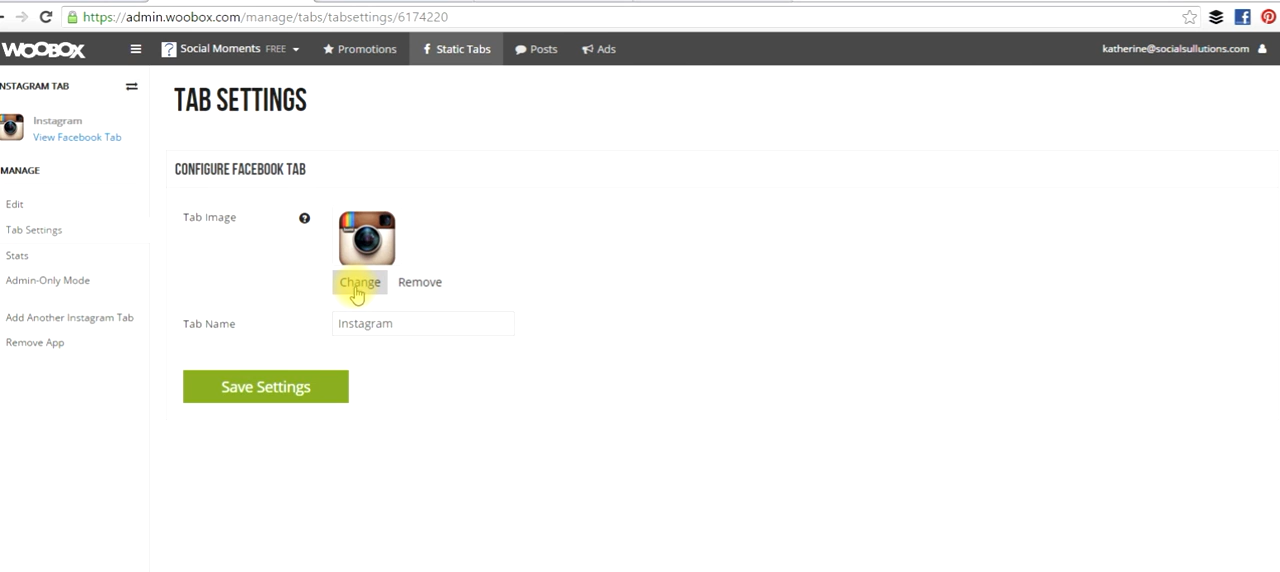 https://admin.woobox.com/manage/tabs/tabsettings/6174220
WOOBOX Social Moments FREE Promotions Static Tabs Posts Ads katherine@socialsullutions.com
NSTAGRAM TAB
Instagram
View Facebook Tab
MANAGE
Edit
Tab Settings
Stats
Admin-Only Mode
Add Another Instagram Tab
Remove App
TAB SETTINGS
CONFIGURE FACEBOOK TAB
Tab Image
Change Remove
Tab Name Instagram
Save Settings